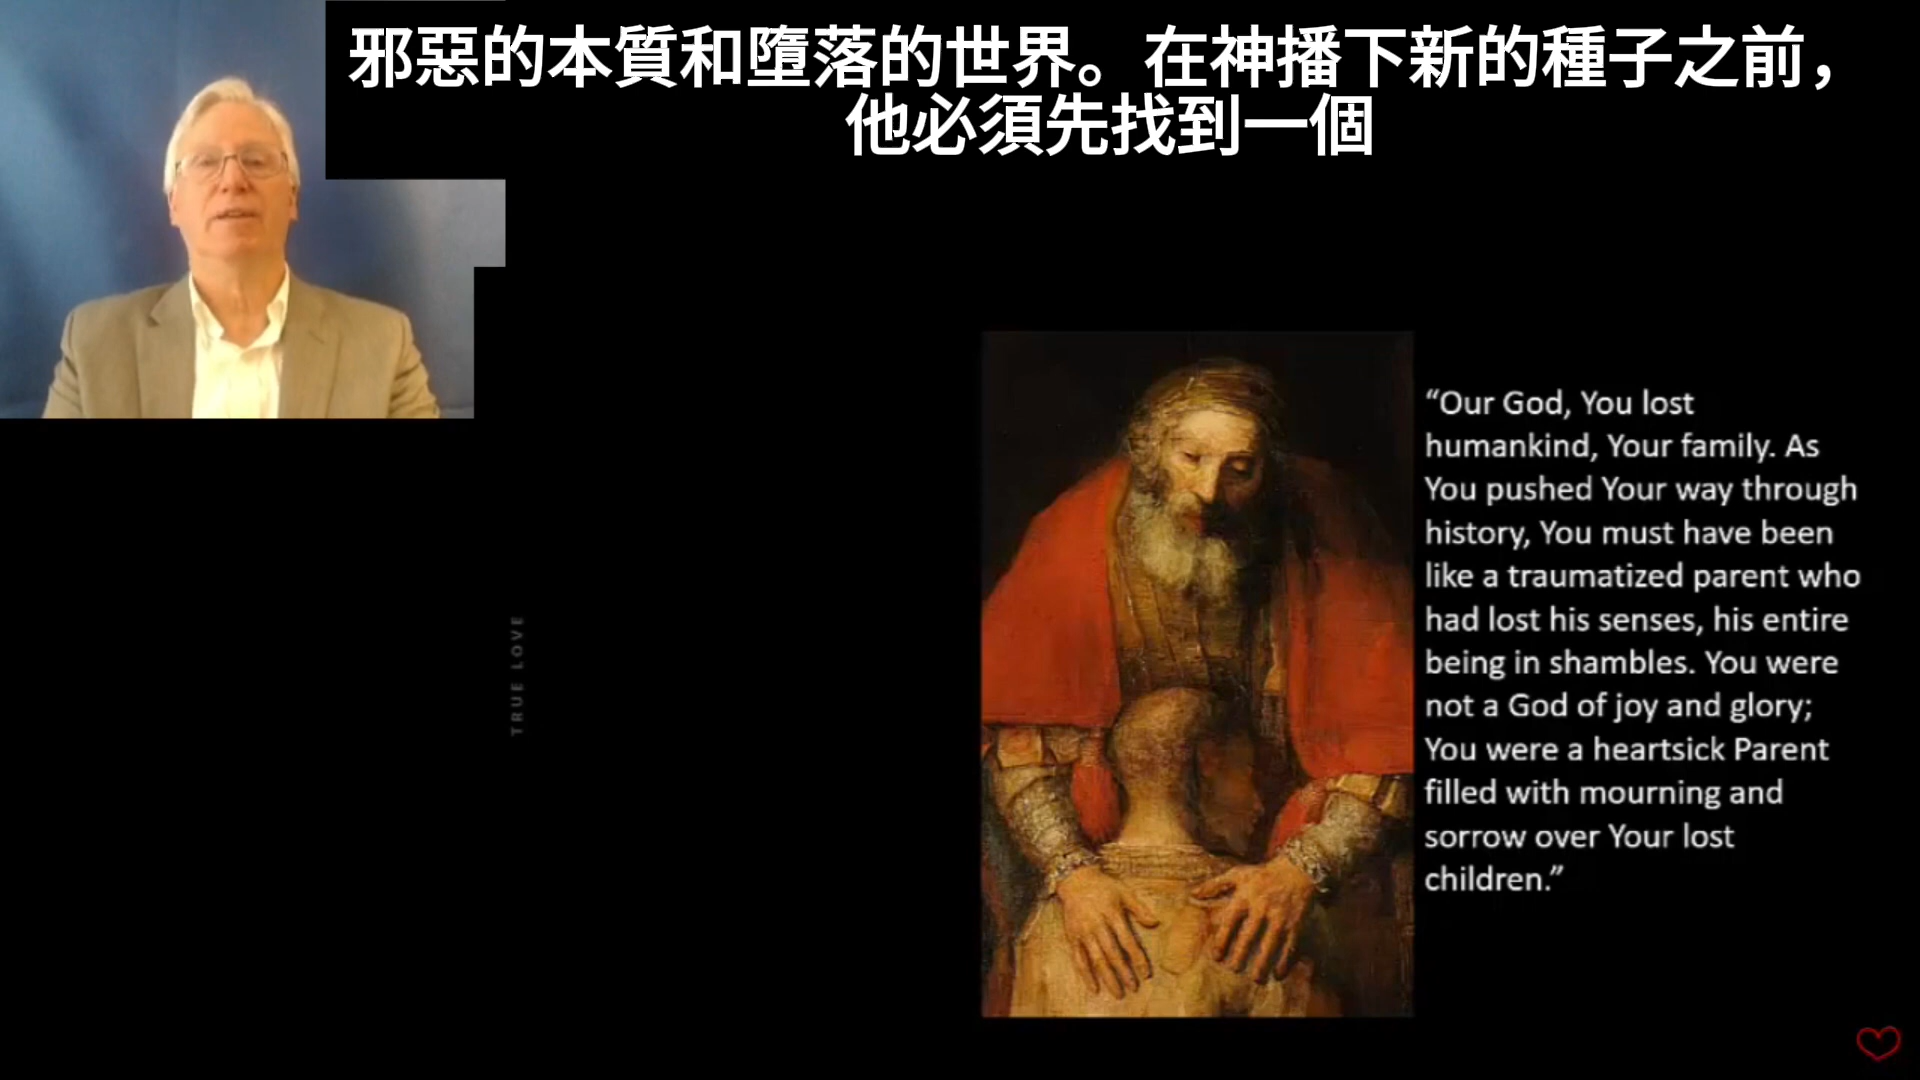 邪惡的本質和墮落的世界。在神播下新的種子之前，
他必須先找到一個
TRUE LOVE
“Our God, You lost
humankind, Your family. As
You pushed Your way through
history, You must have been
like a traumatized parent who
had lost his senses, his entire
being in shambles. You were
not a God of joy and glory;
You were a heartsick Parent
filled with mourning and
sorrow over Your lost
children.”